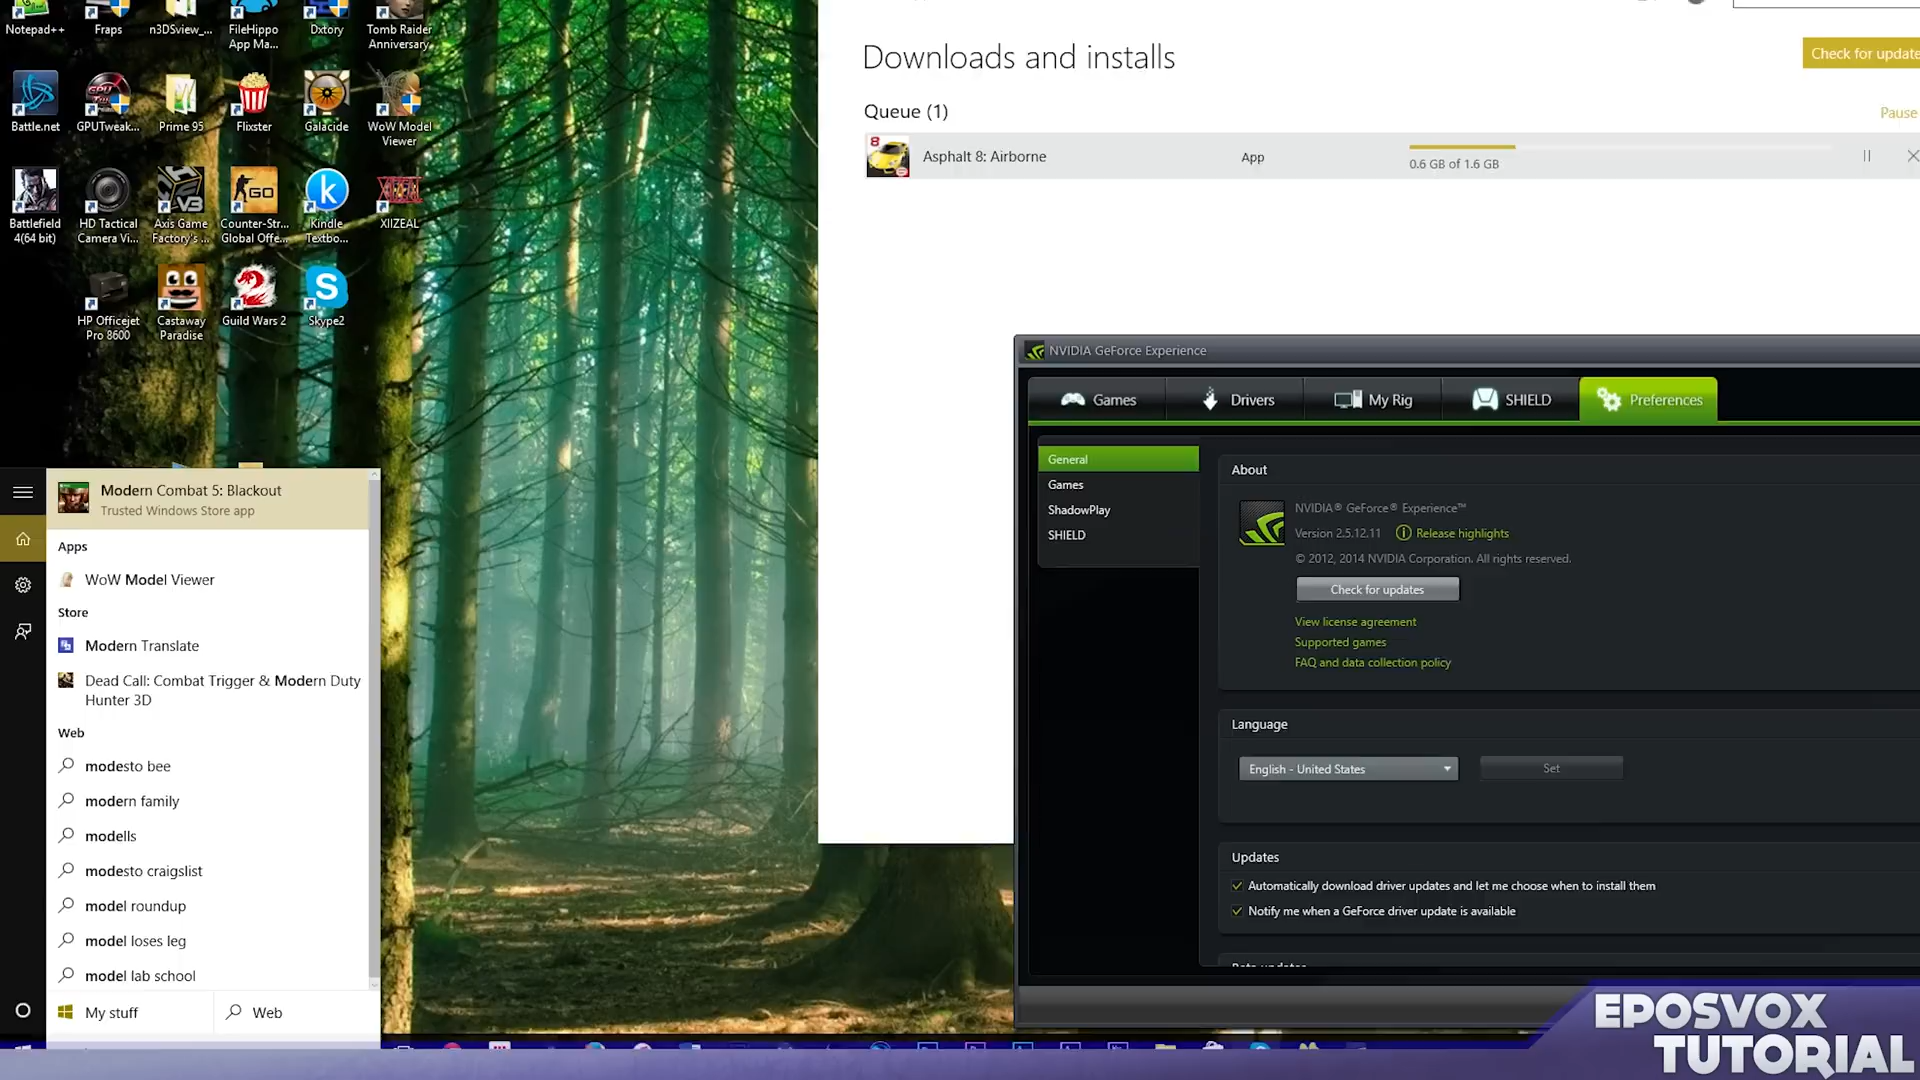 Notepad++
Fraps
n3DSview_...
FileHippo
App Ma...
Dxtory
Tomb Raider
Anniversary
Battle.net
GPUTweak...
Prime 95
Flixster
Galacide
WoW Model
Viewer
Battlefield
4(64 bit)
HD Tactical
Camera Vi...
Axis Game
Factory's ...
Counter-Str...
Global Offe...
Kindle
Textbo...
XIIZEAL
HP Officejet
Pro 8600
Castaway
Paradise
Guild Wars 2
Skype2
Downloads and installs
Check for update
Queue (1)
Pause
Asphalt 8: Airborne
App
0.6 GB of 1.6 GB
NVIDIA GeForce Experience
Games
Drivers
My Rig
SHIELD
Preferences
General
Games
ShadowPlay
SHIELD
About
NVIDIA® GeForce® Experience™
Version 2.5.12.11
Release highlights
© 2012, 2014 NVIDIA Corporation. All rights reserved.
Check for updates
View license agreement
Supported games
FAQ and data collection policy
Language
English - United States
Set
Updates
Automatically download driver updates and let me choose when to install them
Notify me when a GeForce driver update is available
Modern Combat 5: Blackout
Trusted Windows Store app
Apps
WoW Model Viewer
Store
Modern Translate
Dead Call: Combat Trigger & Modern Duty
Hunter 3D
Web
modesto bee
modern family
modells
modesto craigslist
model roundup
model loses leg
model lab school
My stuff
Web
EPOSVOX
TUTORIAL